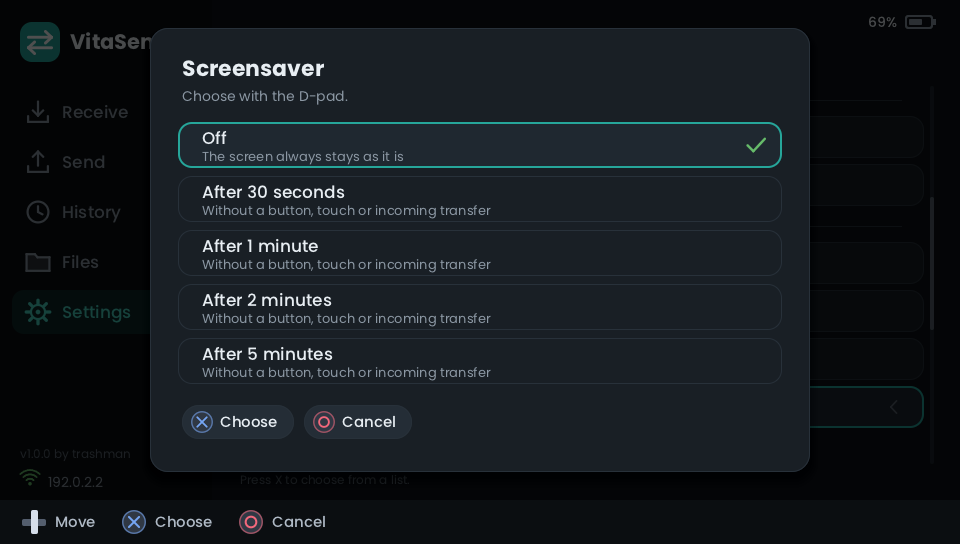 69%
VitaSen
Receive
Send
History
Files
Settings
v1.0.0 by trashman
192.0.2.2
Screensaver
Choose with the D-pad.
Off
The screen always stays as it is
After 30 seconds
Without a button, touch or incoming transfer
After 1 minute
Without a button, touch or incoming transfer
After 2 minutes
Without a button, touch or incoming transfer
After 5 minutes
Without a button, touch or incoming transfer
Choose
Cancel
Press X to choose from a list.
Move
Choose
Cancel